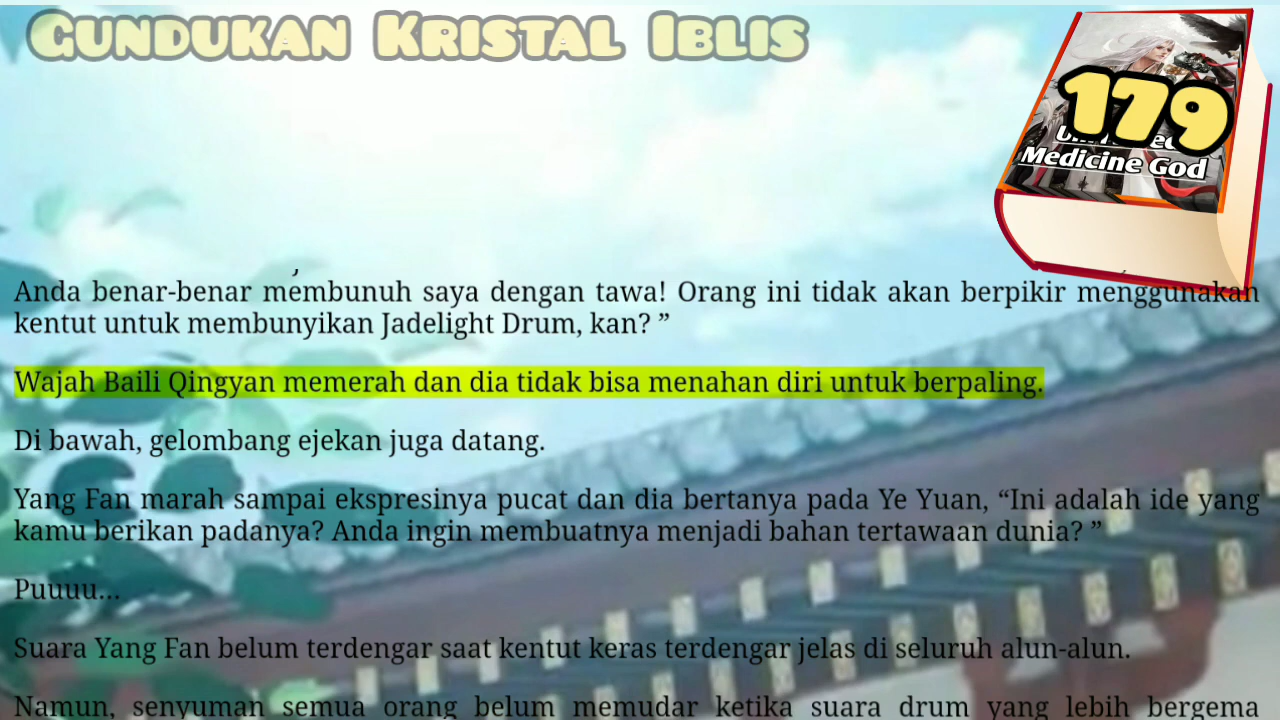 Gundukan Kristal Iblis
179
Medicine God
Anda benar-benar membunuh saya dengan tawa! Orang ini tidak akan berpikir menggunakan
kentut untuk membunyikan Jadelight Drum, kan? ”
Wajah Baili Qingyan memerah dan dia tidak bisa menahan diri untuk berpaling.
Di bawah, gelombang ejekan juga datang.
Yang Fan marah sampai ekspresinya pucat dan dia bertanya pada Ye Yuan, “Ini adalah ide yang
kamu berikan padanya? Anda ingin membuatnya menjadi bahan tertawaan dunia? ”
Puuuu...
Suara Yang Fan belum terdengar saat kentut keras terdengar jelas di seluruh alun-alun.
Namun, senyuman semua orang belum memudar ketika suara drum yang lebih bergema